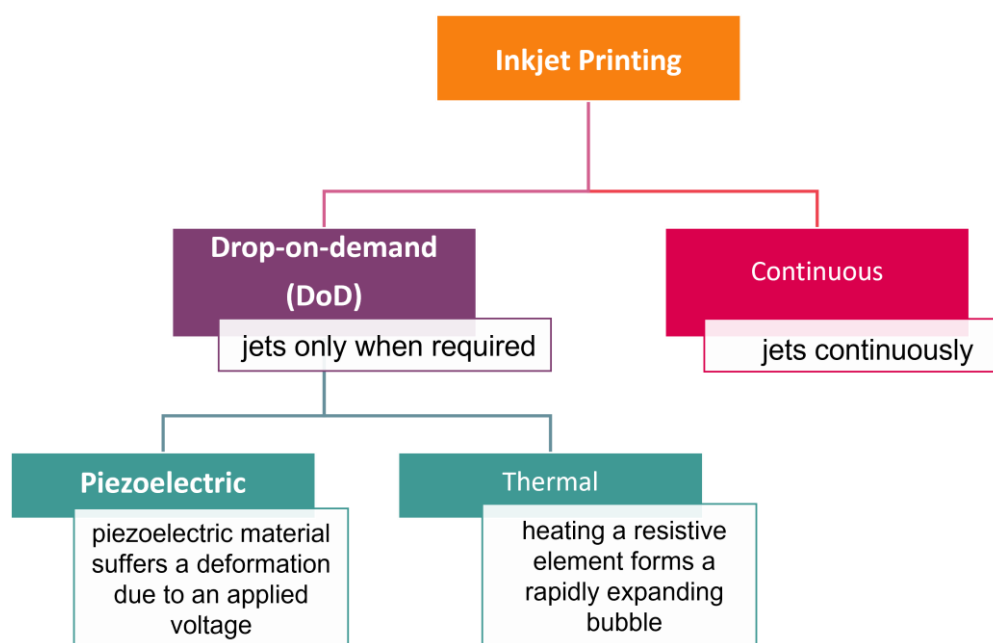 Inkjet Printing
Drop-on-demand
(DoD)
jets only when required
Continuous
jets continuously
Piezoelectric
piezoelectric material
suffers a deformation
due to an applied
voltage
Thermal
heating a resistive
element forms a
rapidly expanding
bubble